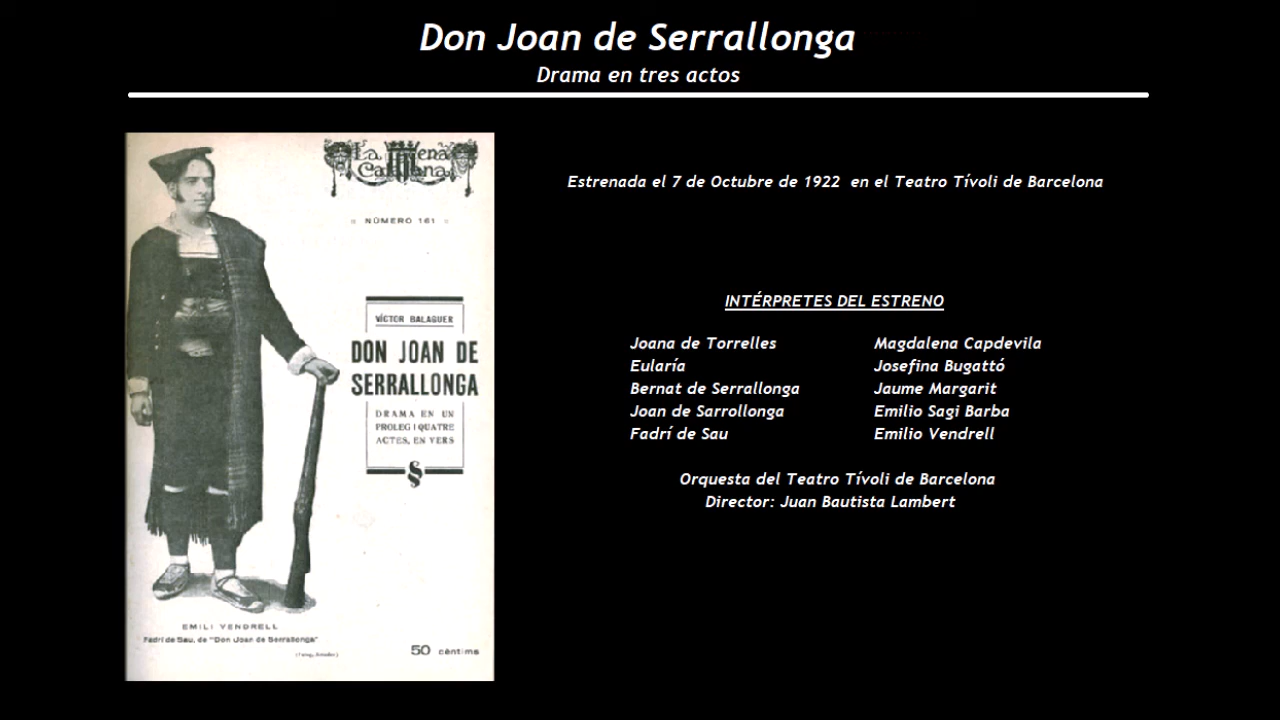 Don Joan de Serrallonga
Drama en tres actos
La Escena
Catalana
NÚMERO 161
VÍCTOR BALAGUER
DON JOAN DE
SERRALLONGA
DRAMA EN UN
PROLEG I QUATRE
ACTES, EN VERS
EMILI VENDRELL
Fadrí de Sau, de "Don Joan de Serrallonga"
50 cèntims
Estrenada el 7 de Octubre de 1922 en el Teatro Tívoli de Barcelona
INTÉRPRETES DEL ESTRENO
Joana de Torrelles Magdalena Capdevila
Eularía Josefina Bugattó
Bernat de Serrallonga Jaume Margarit
Joan de Sarrollonga Emilio Sagi Barba
Fadrí de Sau Emilio Vendrell
Orquesta del Teatro Tívoli de Barcelona
Director: Juan Bautista Lambert